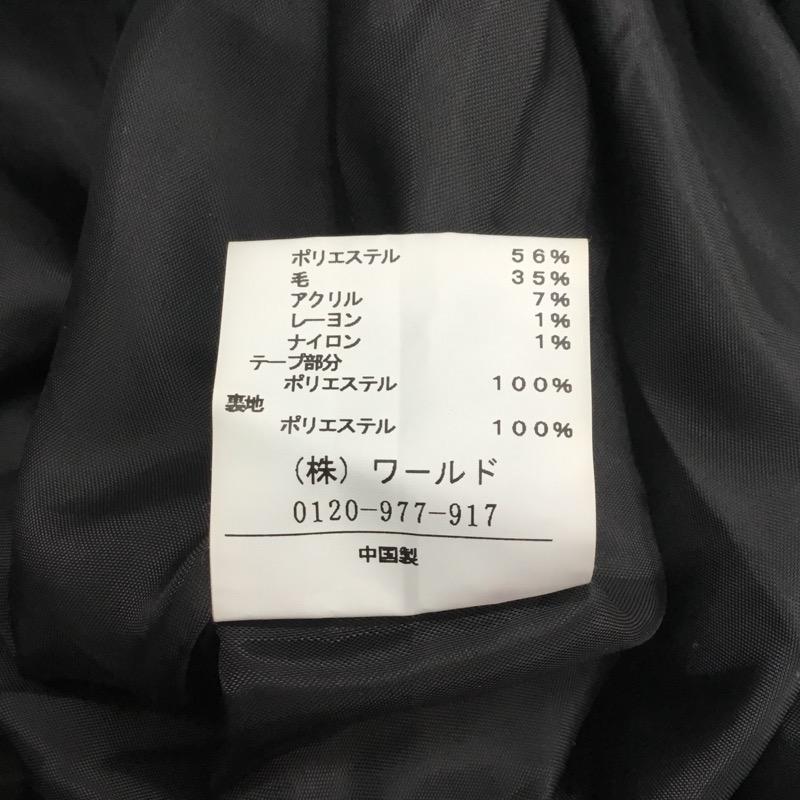 ポリエステル 56%
毛 35%
アクリル 7%
レーヨン 1%
ナイロン 1%
テープ部分
ポリエステル 100%
裏地
ポリエステル 100%
(株) ワールド
0120-977-917
中国製